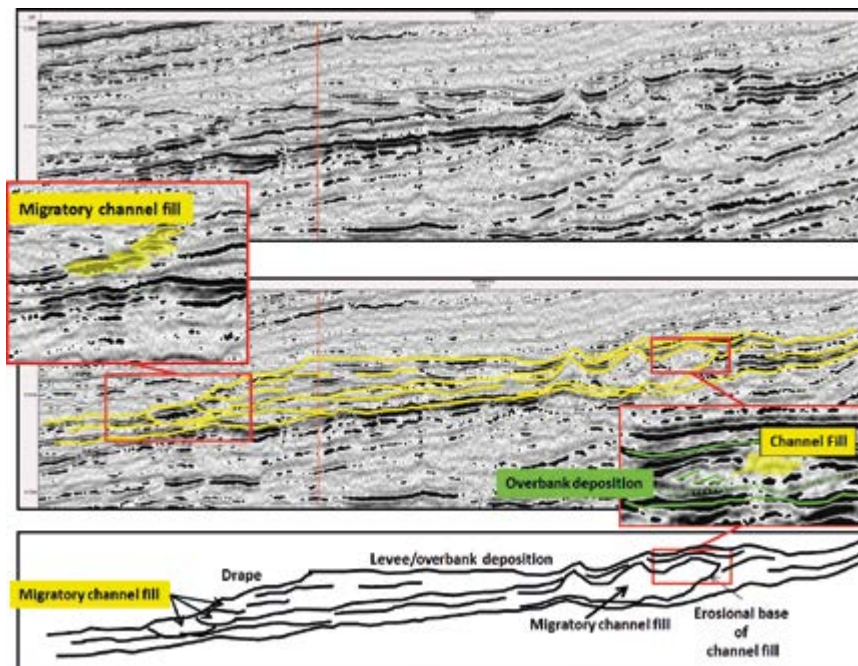 Migratory channel fill
Channel Fill
Overbank deposition
Levee/overbank deposition
Drape
Migratory channel fill
Migratory channel fill
Erosional base
of
channel fill